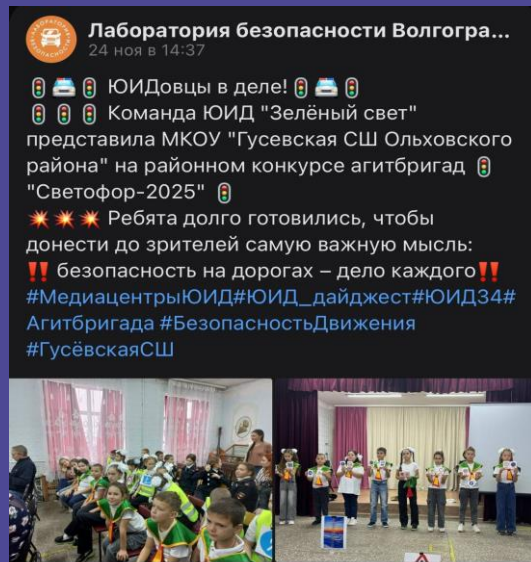 Лаборатория безопасности Волгогра...
24 ноя в 14:37
🚦🚔🚦 ЮИДовцы в деле!🚦🚔🚦
🚦🚦🚦 Команда ЮИД "Зелёный свет"
представила МКОУ "Гусевская СШ Ольховского
района" на районном конкурсе агитбригад 🚦
"Светофор-2025" 🚦
💥💥💥 Ребята долго готовились, чтобы
донести до зрителей самую важную мысль:
‼️ безопасность на дорогах – дело каждого‼️
#МедиацентрыЮИД#ЮИД_дайджест#ЮИД34#
Агитбригада #БезопасностьДвижения
#ГусёвскаяСШ